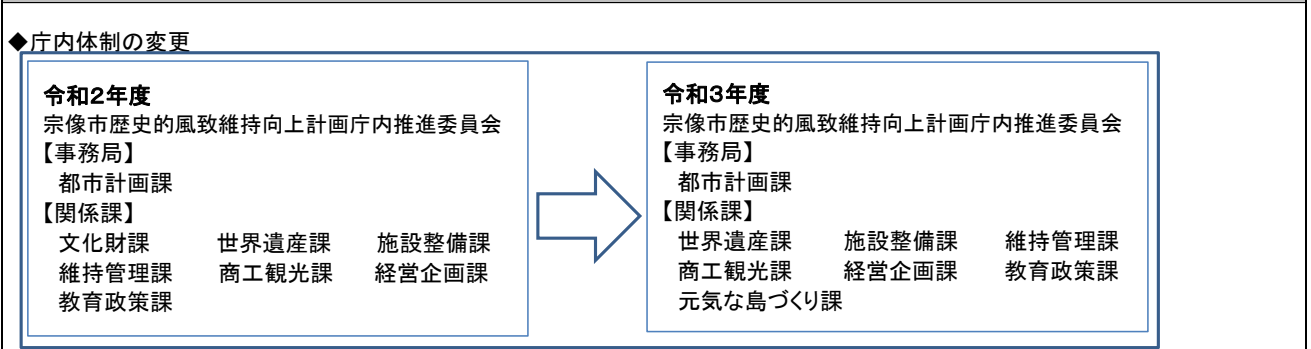 ◆庁内体制の変更
令和2年度
宗像市歴史的風致維持向上計画庁内推進委員会
【事務局】
都市計画課
【関係課】
文化財課 世界遺産課 施設整備課
維持管理課 商工観光課 経営企画課
教育政策課
令和3年度
宗像市歴史的風致維持向上計画庁内推進委員会
【事務局】
都市計画課
【関係課】
世界遺産課 施設整備課 維持管理課
商工観光課 経営企画課 教育政策課
元気な島づくり課